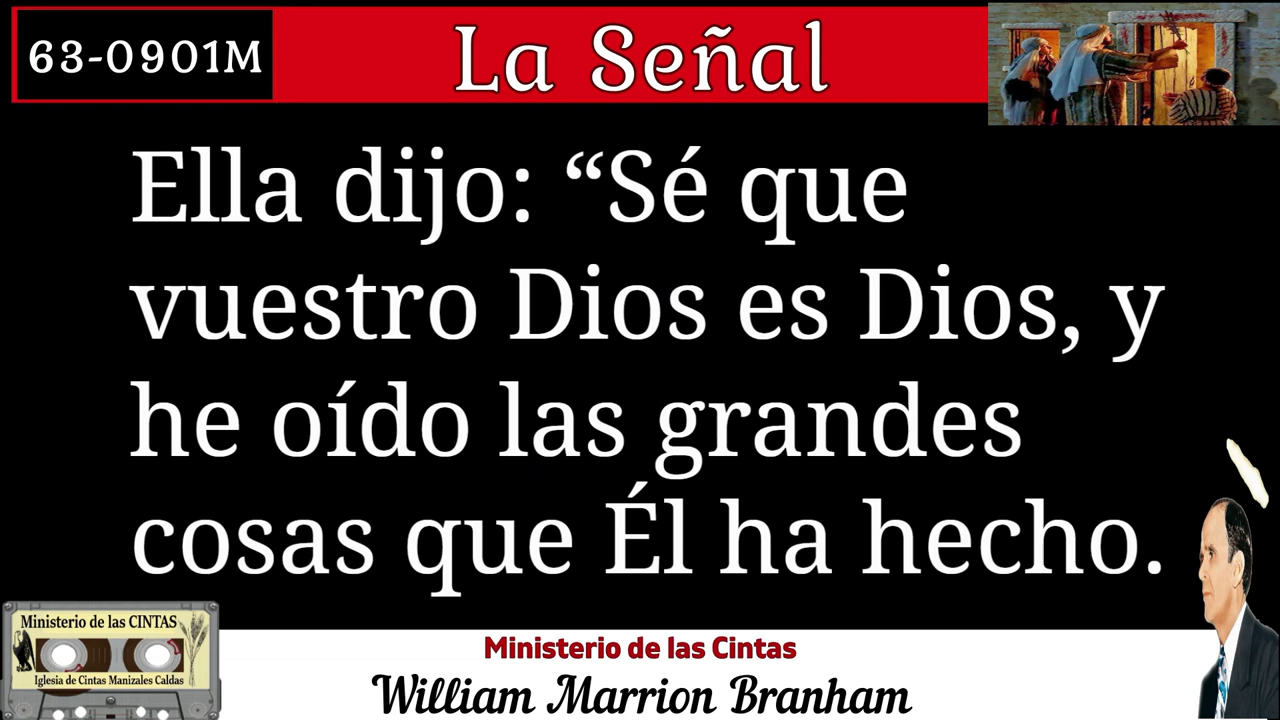 63-0901M
La Señal
Ella dijo: “Sé que
vuestro Dios es Dios, y
he oído las grandes
cosas que Él ha hecho.
Ministerio de las CINTAS
Iglesia de Cintas Manizales Caldas
Ministerio de las Cintas
William Marrion Branham